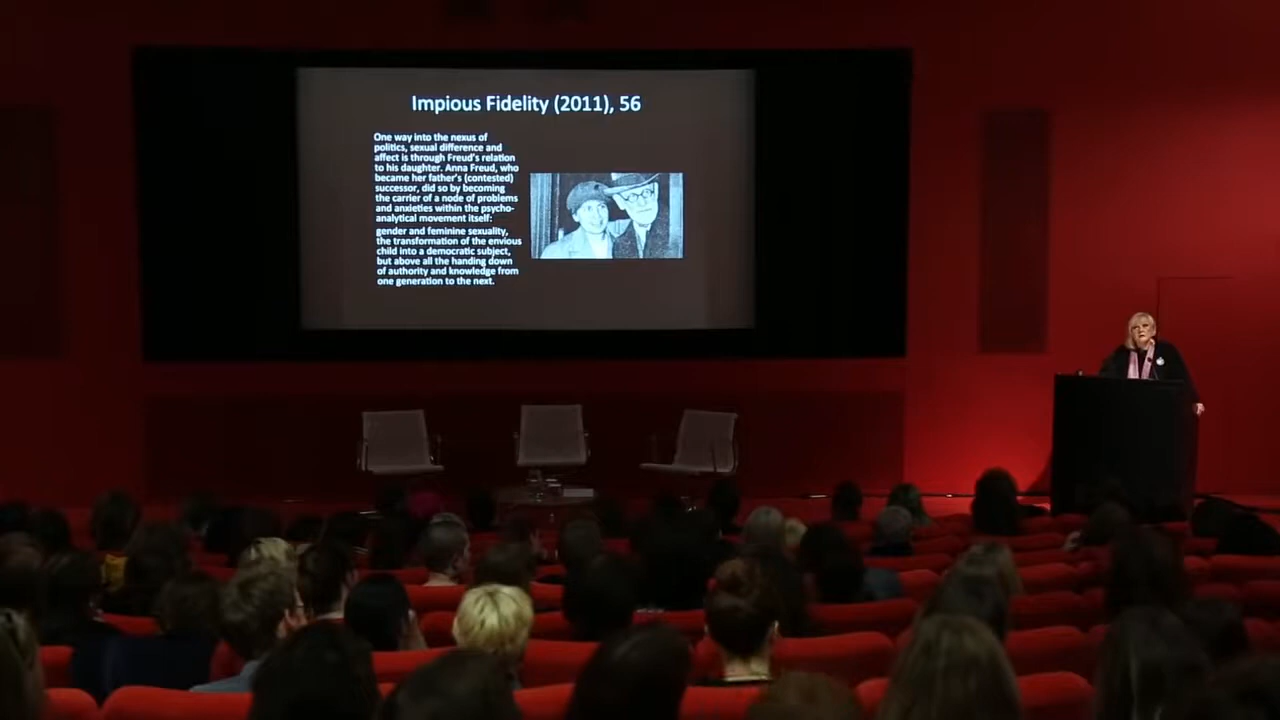 Impious Fidelity (2011), 56
One way into the nexus of
politics, sexual difference and
affect is through Freud's relation
to his daughter. Anna Freud, who
became her father's (contested)
successor, did so by becoming
the carrier of a node of problems
and anxieties within the psycho-
analytical movement itself:
gender and feminine sexuality,
the transformation of the envious
child into a democratic subject,
but above all the handing down
of authority and knowledge from
one generation to the next.